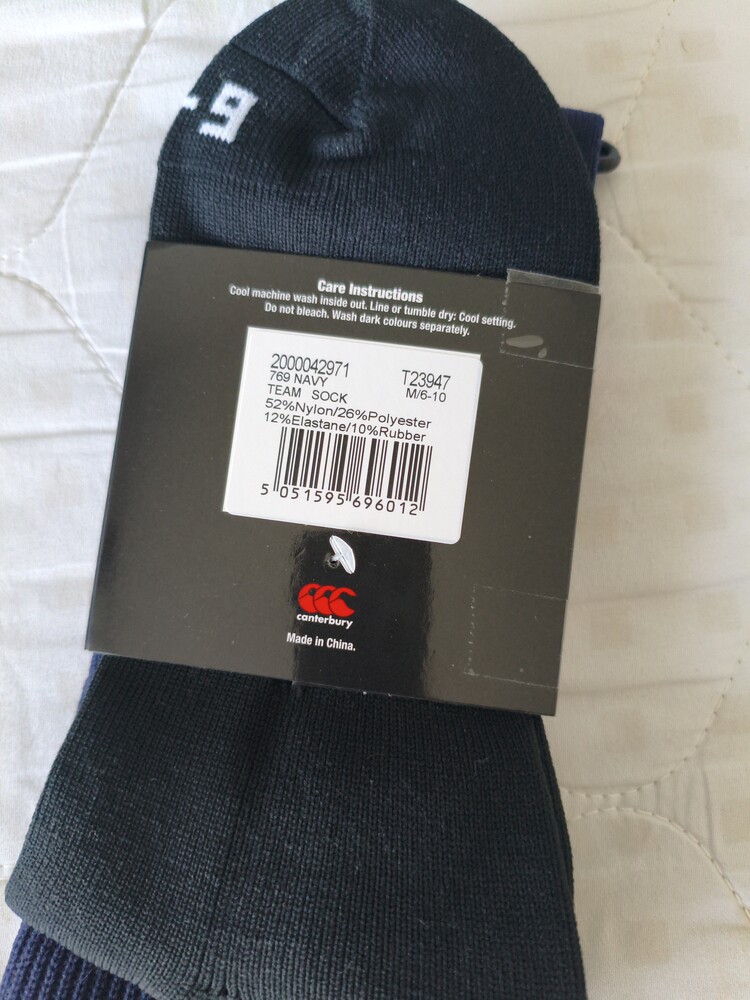 -9
Care Instructions
Cool machine wash inside out. Line or tumble dry: Cool setting.
Do not bleach. Wash dark colours separately.
2000042971 T23947
769 NAVY M/6-10
TEAM SOCK
52%Nylon/26%Polyester
12%Elastane/10%Rubber
5 051595 696012
canterbury
Made in China.